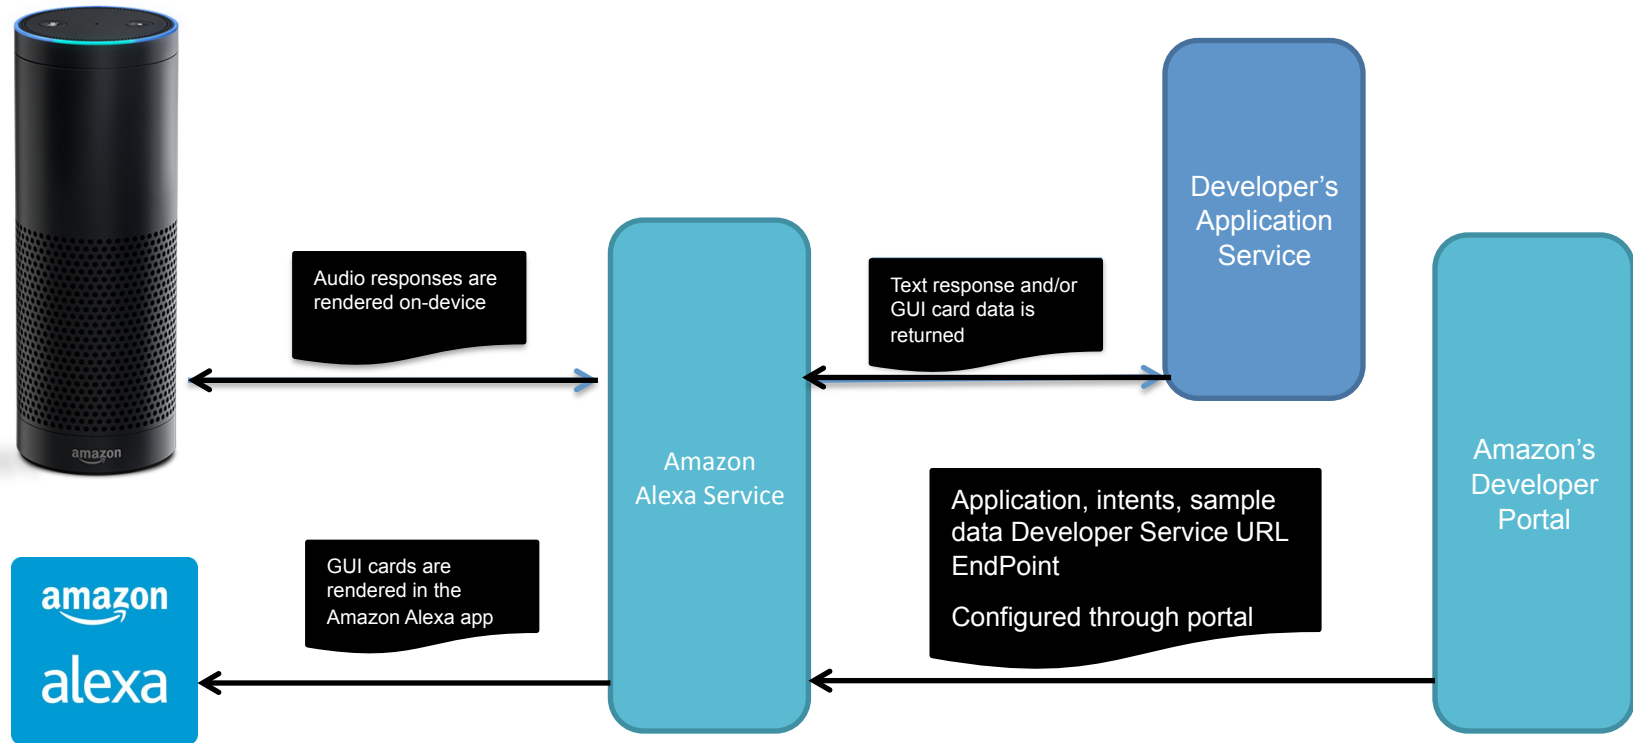 Developer’s
Application
Service
Audio responses are
rendered on-device
Text response and/or
GUI card data is
returned
amazon
Amazon
Alexa Service
Amazon’s
Developer
Portal
Application, intents, sample
data Developer Service URL
EndPoint
Configured through portal
GUI cards are
rendered in the
Amazon Alexa app
amazon
alexa